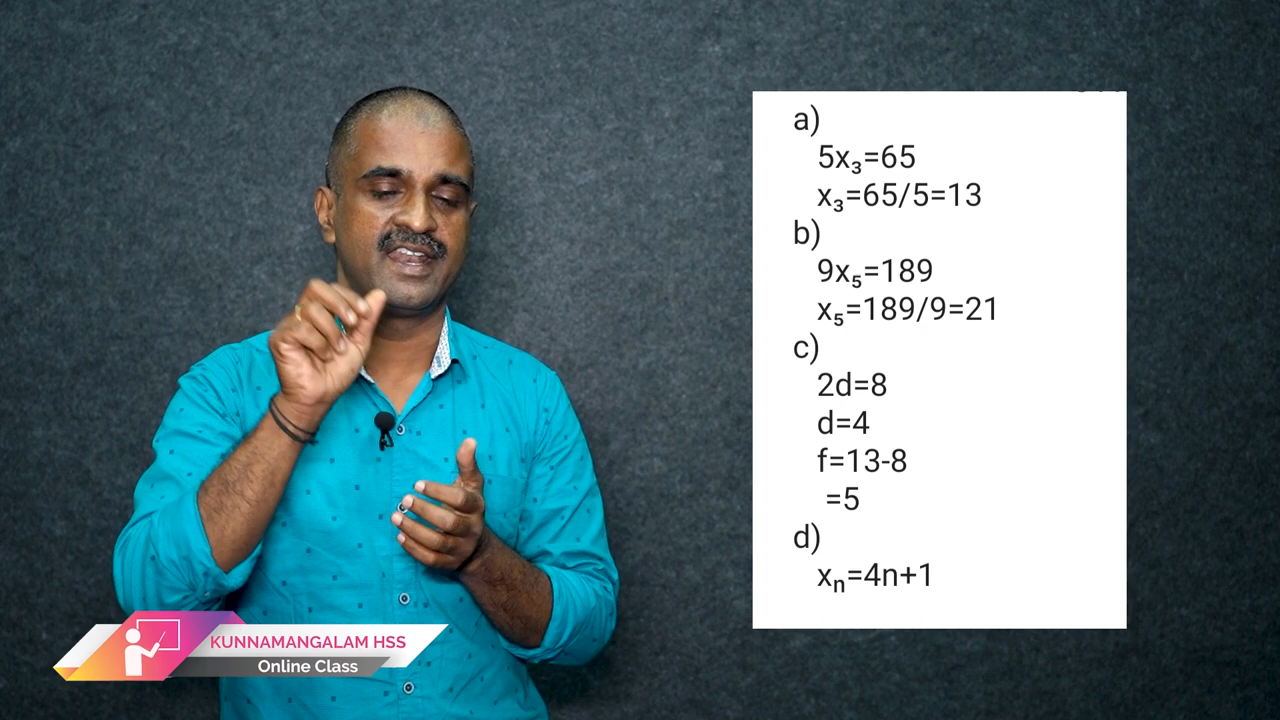 a)
5x₃=65
x₃=65/5=13
b)
9x₅=189
x₅=189/9=21
c)
2d=8
d=4
f=13-8
=5
d)
xₙ=4n+1
KUNNAMANGALAM HSS
Online Class